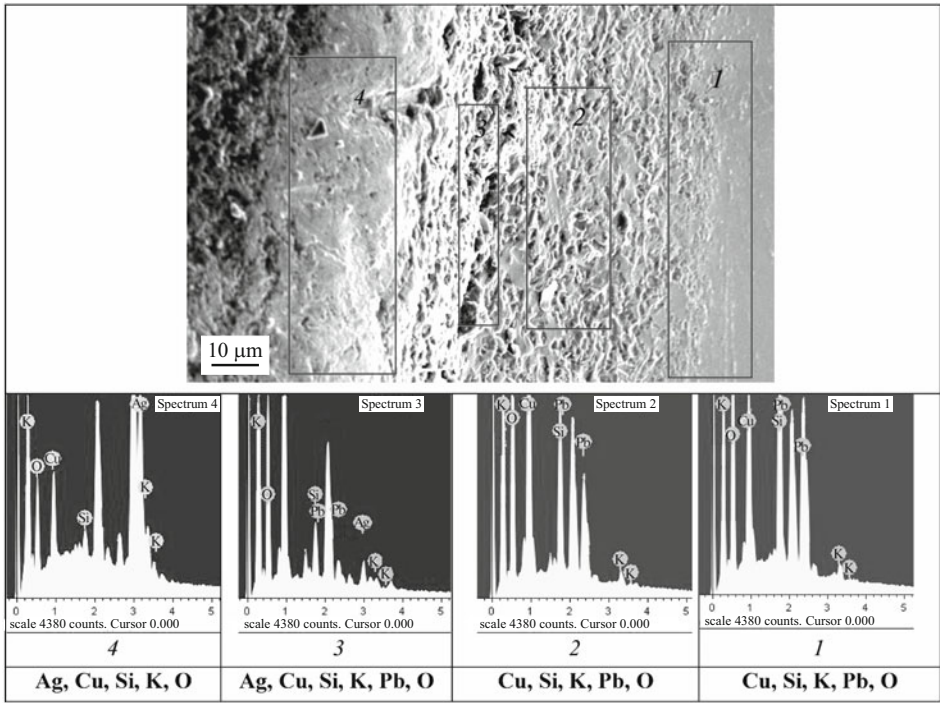 1
2
3
4
10 μm
Spectrum 4
K
O
Cu
Si
Ag
K
K
0 1 2 3 4 5
scale 4380 counts. Cursor 0.000
4
Ag, Cu, Si, K, O
Spectrum 3
K
O
Si
Pb
Pb
Ag
K
K
0 1 2 3 4 5
scale 4380 counts. Cursor 0.000
3
Ag, Cu, Si, K, Pb, O
Spectrum 2
K
O
Cu
Pb
Si
Pb
K
K
0 1 2 3 4 5
scale 4380 counts. Cursor 0.000
2
Cu, Si, K, Pb, O
Spectrum 1
K
O
Cu
Pb
Si
Pb
K
K
0 1 2 3 4 5
scale 4380 counts. Cursor 0.000
1
Cu, Si, K, Pb, O